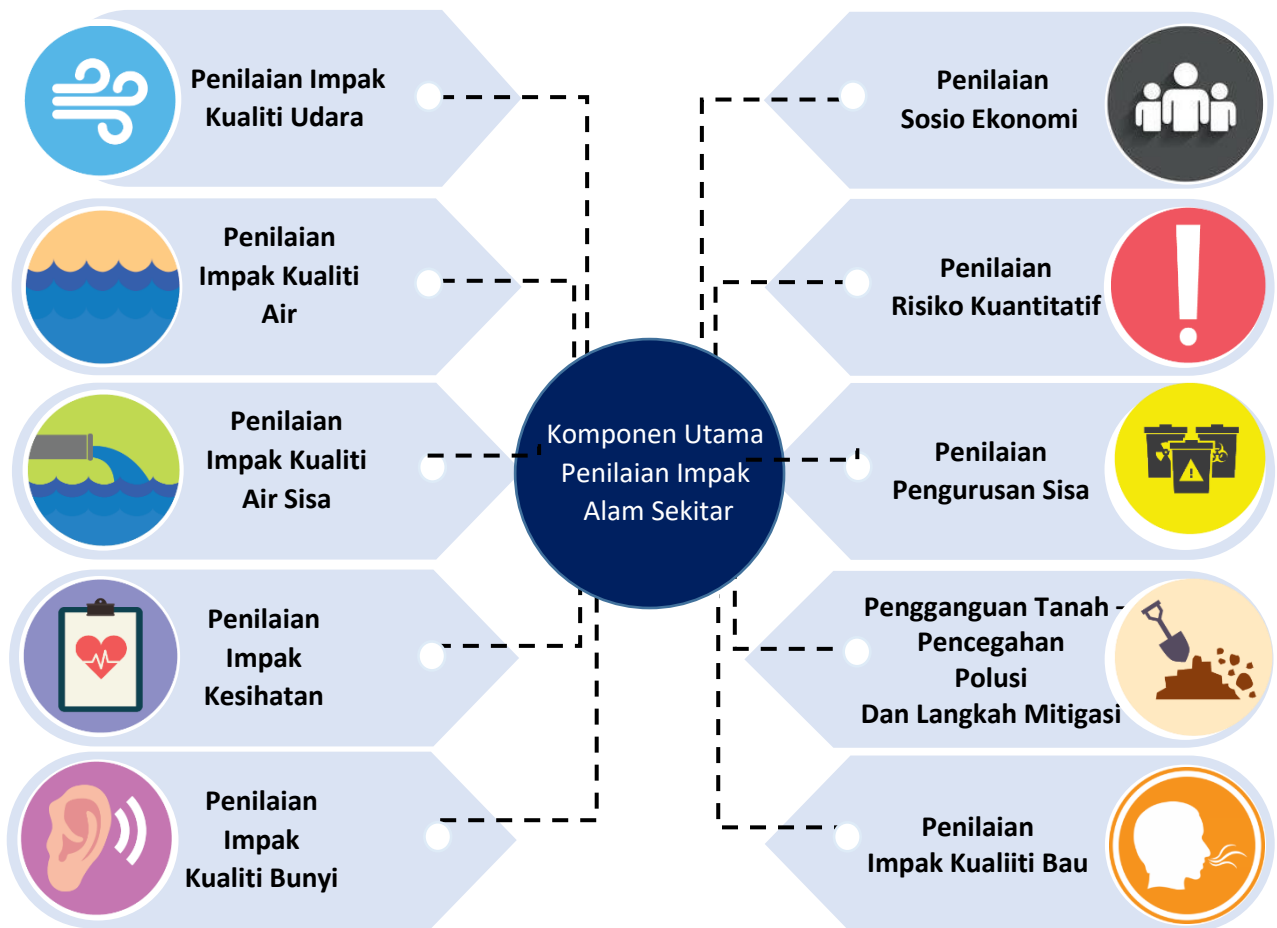 Penilaian Impak
Kualiti Udara
Penilaian
Impak Kualiti
Air
Penilaian
Impak Kualiti
Air Sisa
Penilaian
Impak
Kesihatan
Penilaian
Impak
Kualiti Bunyi
Komponen Utama
Penilaian Impak
Alam Sekitar
Penilaian
Sosio Ekonomi
Penilaian
Risiko Kuantitatif
Penilaian
Pengurusan Sisa
Pengganguan Tanah -
Pencegahan
Polusi
Dan Langkah Mitigasi
Penilaian
Impak Kualiiti Bau